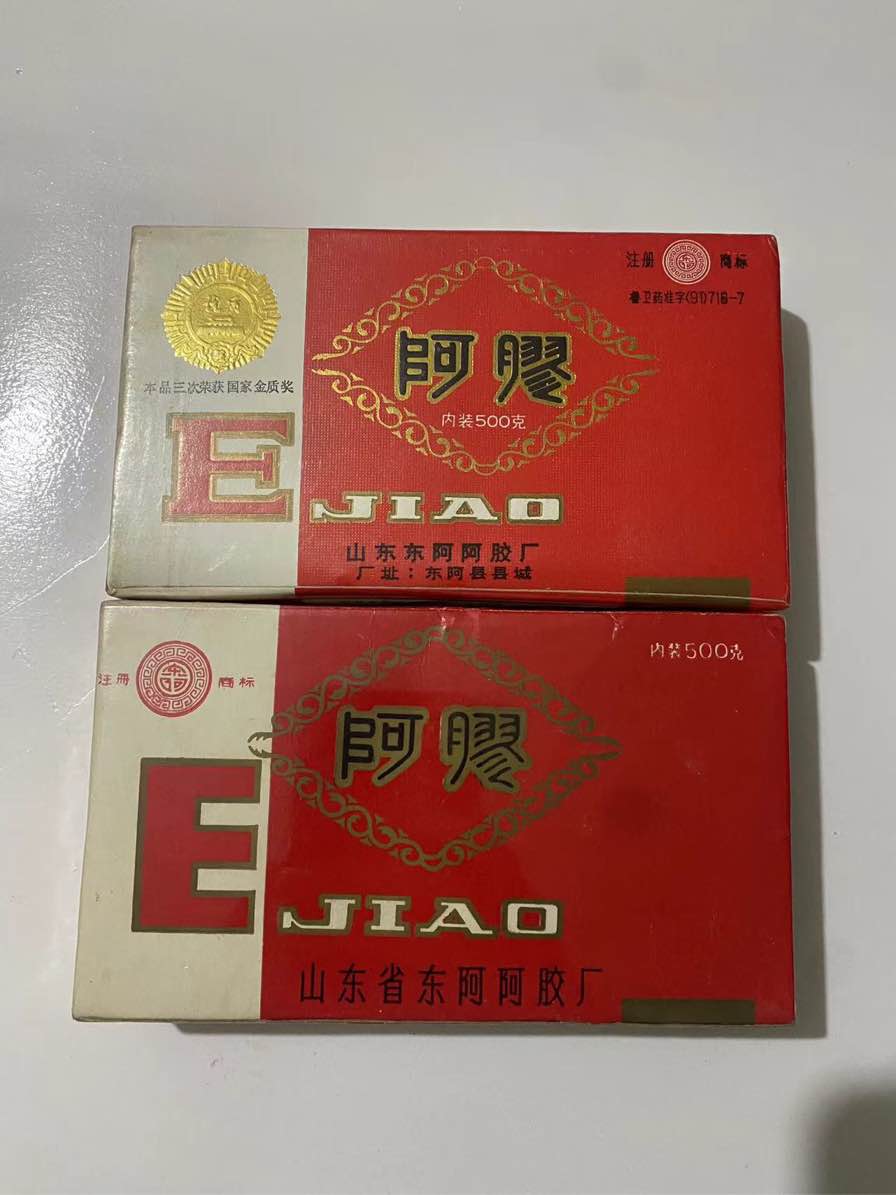 注册 商标
鲁卫药准字(91)716-7
本品三次荣获国家金质奖
阿膠
内装500克
E JIAO
山东东阿阿胶厂
厂址：东阿县县城
注册 商标
内装500克
阿膠
E JIAO
山东省东阿阿胶厂